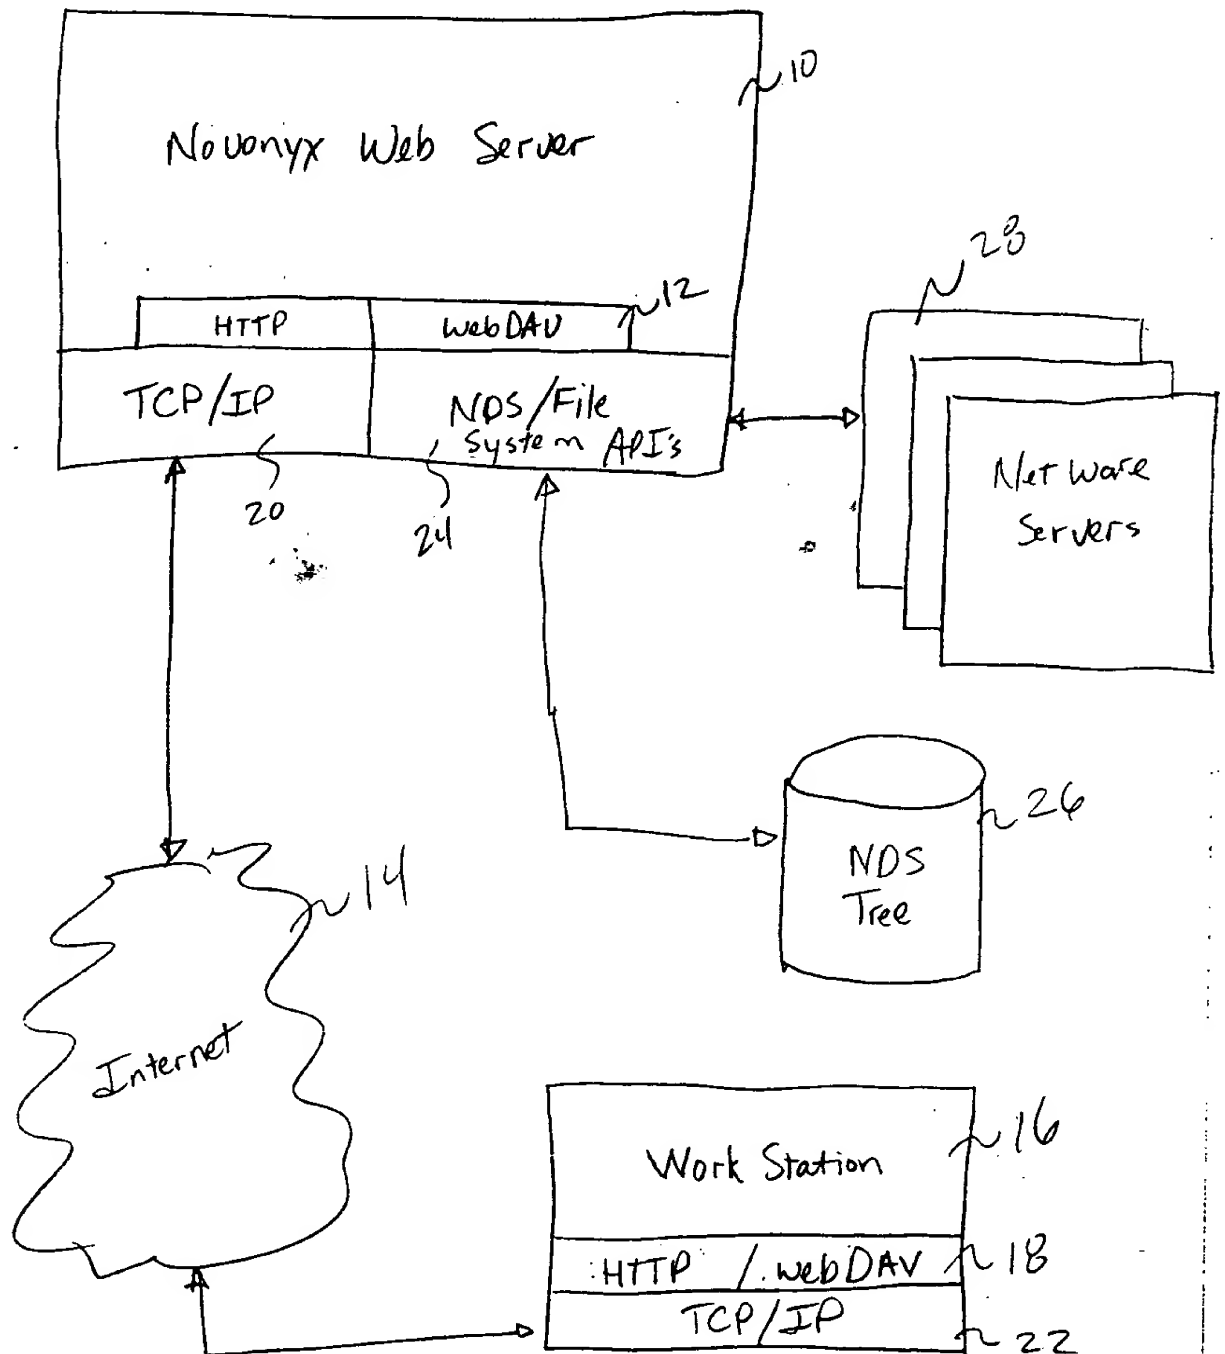 10
Novonyx Web Server
28
12
HTTP
webDAV
TCP/IP
NDS/File
System API's
20
24
NetWare
Servers
26
NDS
Tree
14
Internet
16
Work Station
HTTP / webDAV
18
TCP/IP
22